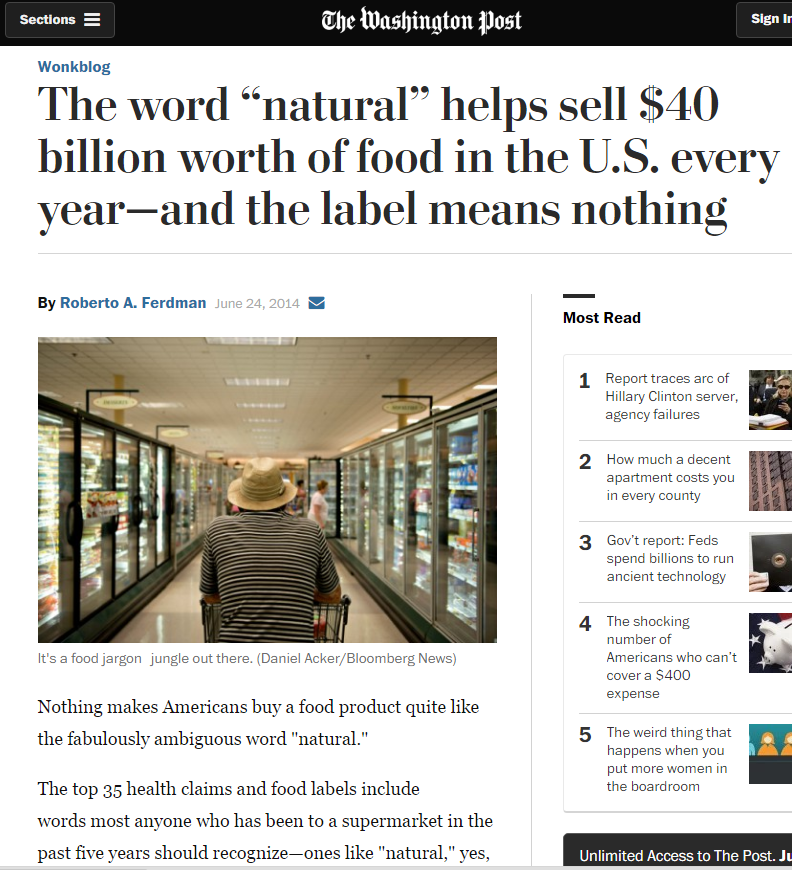 Sections
The Washington Post
Sign In
Wonkblog
The word “natural” helps sell $40
billion worth of food in the U.S. every
year—and the label means nothing
By Roberto A. Ferdman June 24, 2014
It's a food jargon jungle out there. (Daniel Acker/Bloomberg News)
Nothing makes Americans buy a food product quite like
the fabulously ambiguous word "natural."
The top 35 health claims and food labels include
words most anyone who has been to a supermarket in the
past five years should recognize—ones like "natural," yes,
Most Read
1 Report traces arc of
Hillary Clinton server,
agency failures
2 How much a decent
apartment costs you
in every county
3 Gov’t report: Feds
spend billions to run
ancient technology
4 The shocking
number of
Americans who can’t
cover a $400
expense
5 The weird thing that
happens when you
put more women in
the boardroom
Unlimited Access to The Post.